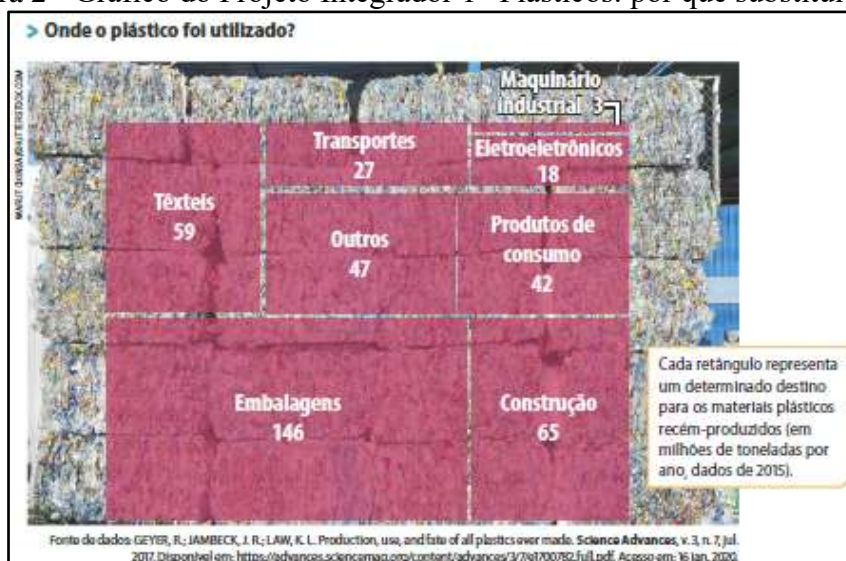 > Onde o plástico foi utilizado?
Maquinário
industrial 3
Transportes
27
Eletroeletrônicos
18
Têxteis
59
Outros
47
Produtos de
consumo
42
Embalagens
146
Construção
65
Cada retângulo representa
um determinado destino
para os materiais plásticos
recém-produzidos (em
milhões de toneladas por
ano, dados de 2015).
Fonte de dados: GEYER, R.; JAMBECK, J. R.; LAW, K. L. Production, use, and fate of all plastics ever made. Science Advances, v. 3, n. 7, jul.
2017. Disponível em: https://advances.sciencemag.org/content/advances/3/7/e1700782.full.pdf. Acesso em: 16 jan. 2020.